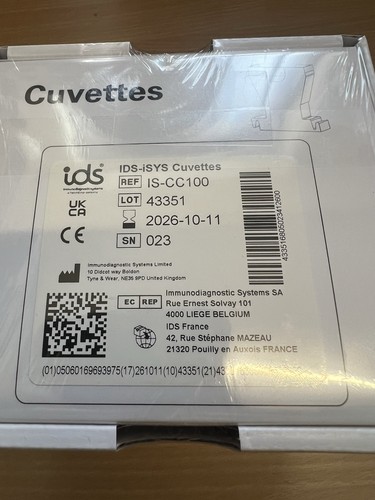 Cuvettes
ids
immunodiagnostic systems
IDS-iSYS Cuvettes
REF IS-CC100
UK
CA
LOT 43351
2026-10-11
CE
SN 023
Immunodiagnostic Systems Limited
10 Didcot way Boldon
Tyne & Wear, NE35 9PD United Kingdom
EC REP
Immunodiagnostic Systems SA
Rue Ernest Solvay 101
4000 LIEGE BELGIUM
IDS France
42, Rue Stéphane MAZEAU
21320 Pouilly en Auxois FRANCE
(01)05060169693975(17)261011(10)43351(21)43